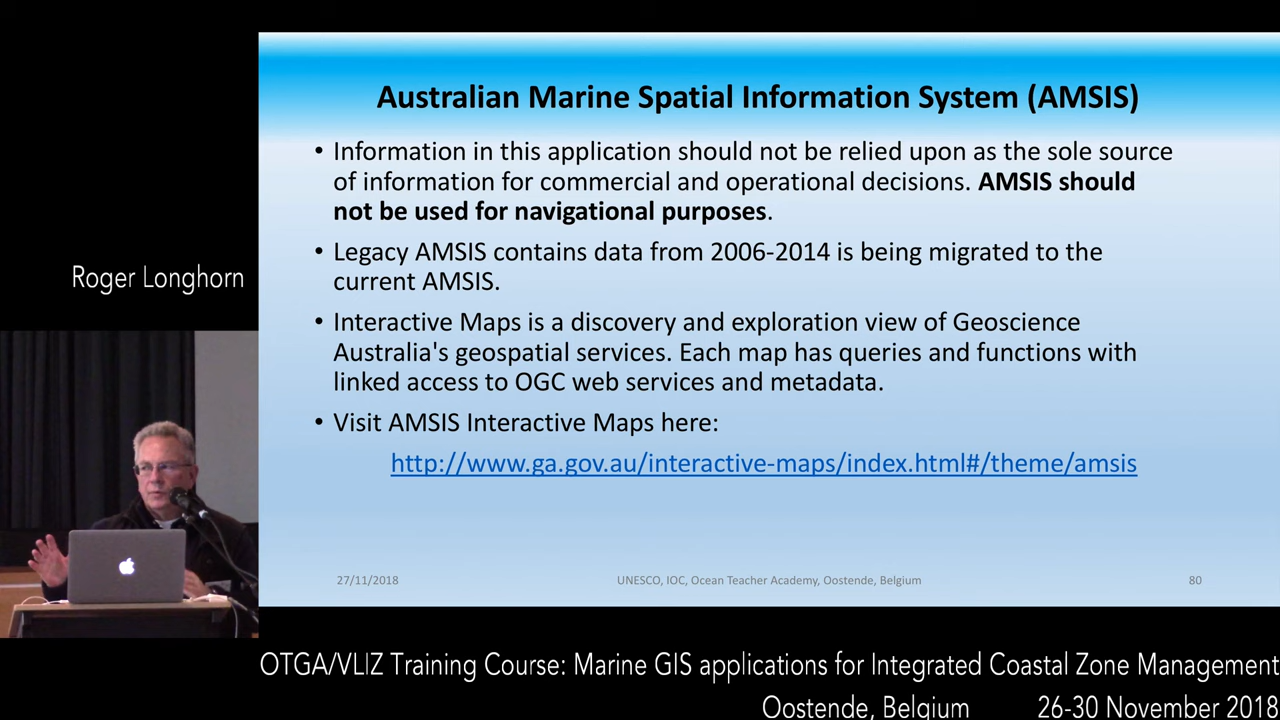 Australian Marine Spatial Information System (AMSIS)
• Information in this application should not be relied upon as the sole source
of information for commercial and operational decisions. AMSIS should
not be used for navigational purposes.
• Legacy AMSIS contains data from 2006-2014 is being migrated to the
current AMSIS.
• Interactive Maps is a discovery and exploration view of Geoscience
Australia's geospatial services. Each map has queries and functions with
linked access to OGC web services and metadata.
• Visit AMSIS Interactive Maps here:
http://www.ga.gov.au/interactive-maps/index.html#/theme/amsis
27/11/2018
UNESCO, IOC, Ocean Teacher Academy, Oostende, Belgium
80
Roger Longhorn
OTGA/VLIZ Training Course: Marine GIS applications for Integrated Coastal Zone Management
Oostende, Belgium
26-30 November 2018